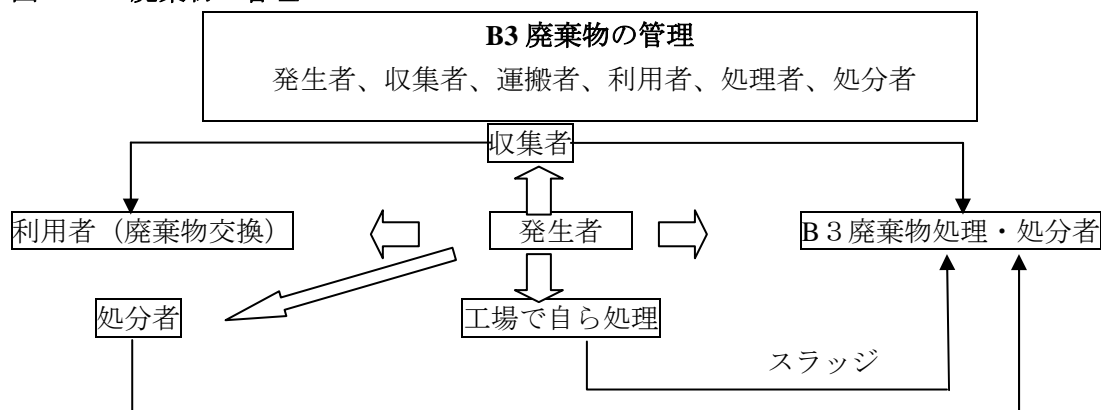 B3 廃棄物の管理
発生者、収集者、運搬者、利用者、処理者、処分者
収集者
利用者（廃棄物交換）
発生者
B３廃棄物処理・処分者
処分者
工場で自ら処理
スラッジ